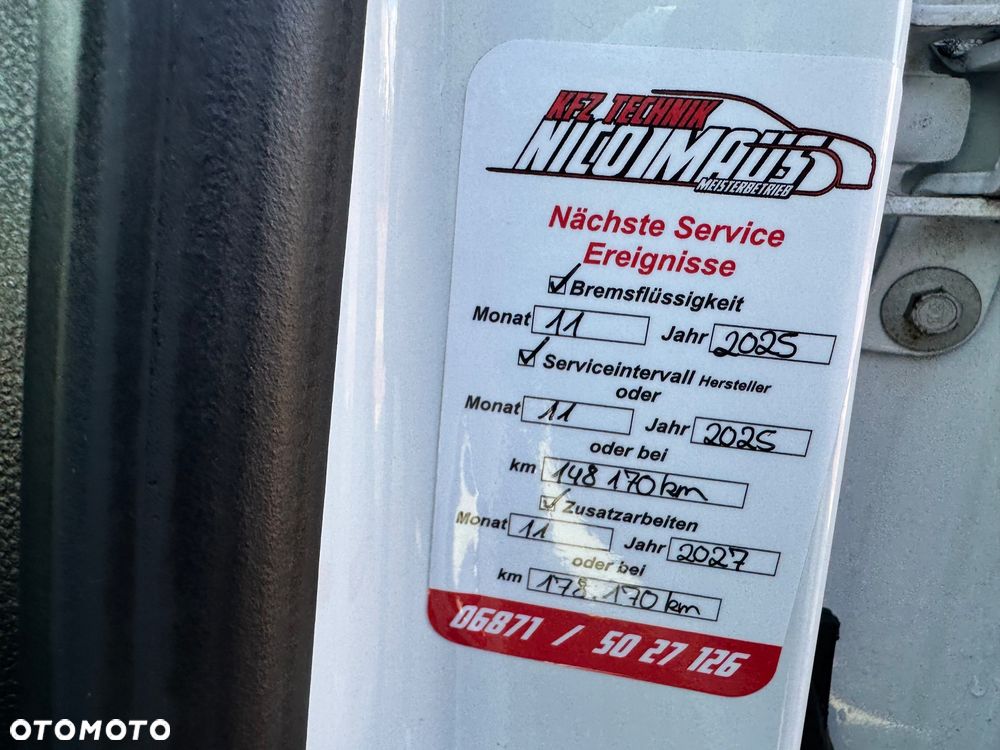 KFZ TECHNIK
NICO MAUS
MEISTERBETRIEB
Nächste Service
Ereignisse
Bremsflüssigkeit
Monat 11 Jahr 2025
Serviceintervall Hersteller
oder
Monat 11 Jahr 2025
oder bei
km 148 170 km
Zusatzarbeiten
Monat 11 Jahr 2027
oder bei
km 178 170 km
06871 / 50 27 126
OTOMOTO